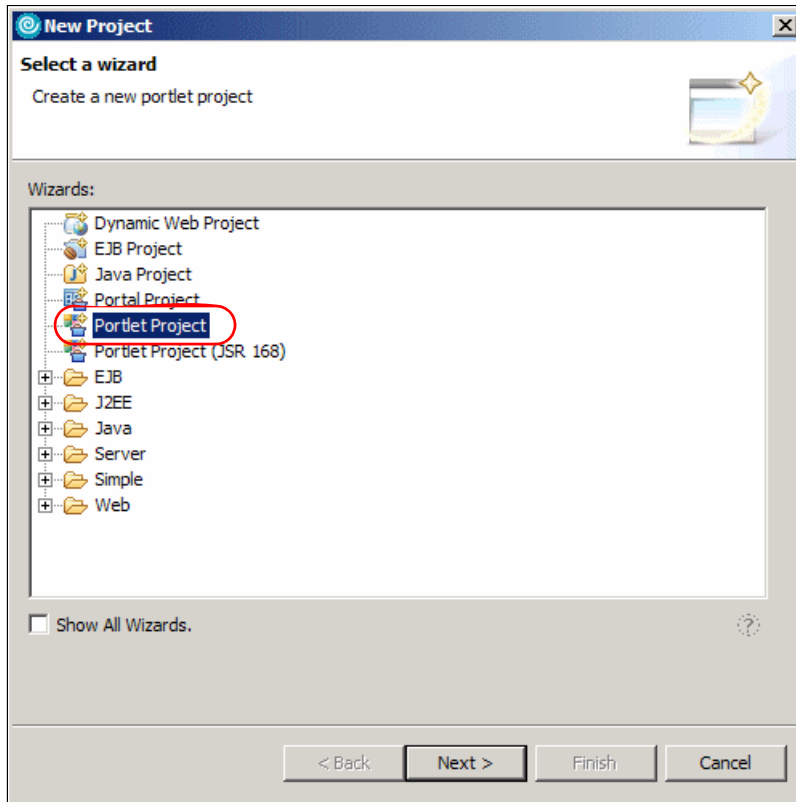 New Project
Select a wizard
Create a new portlet project
Wizards:
Dynamic Web Project
EJB Project
Java Project
Portal Project
Portlet Project
Portlet Project (JSR 168)
EJB
J2EE
Java
Server
Simple
Web
Show All Wizards.
< Back Next > Finish Cancel